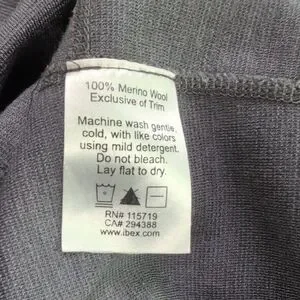 100% Merino Wool
Exclusive of Trim
Machine wash gentle,
cold, with like colors
using mild detergent.
Do not bleach.
Lay flat to dry.
RN# 115719
CA# 294388
www.ibex.com